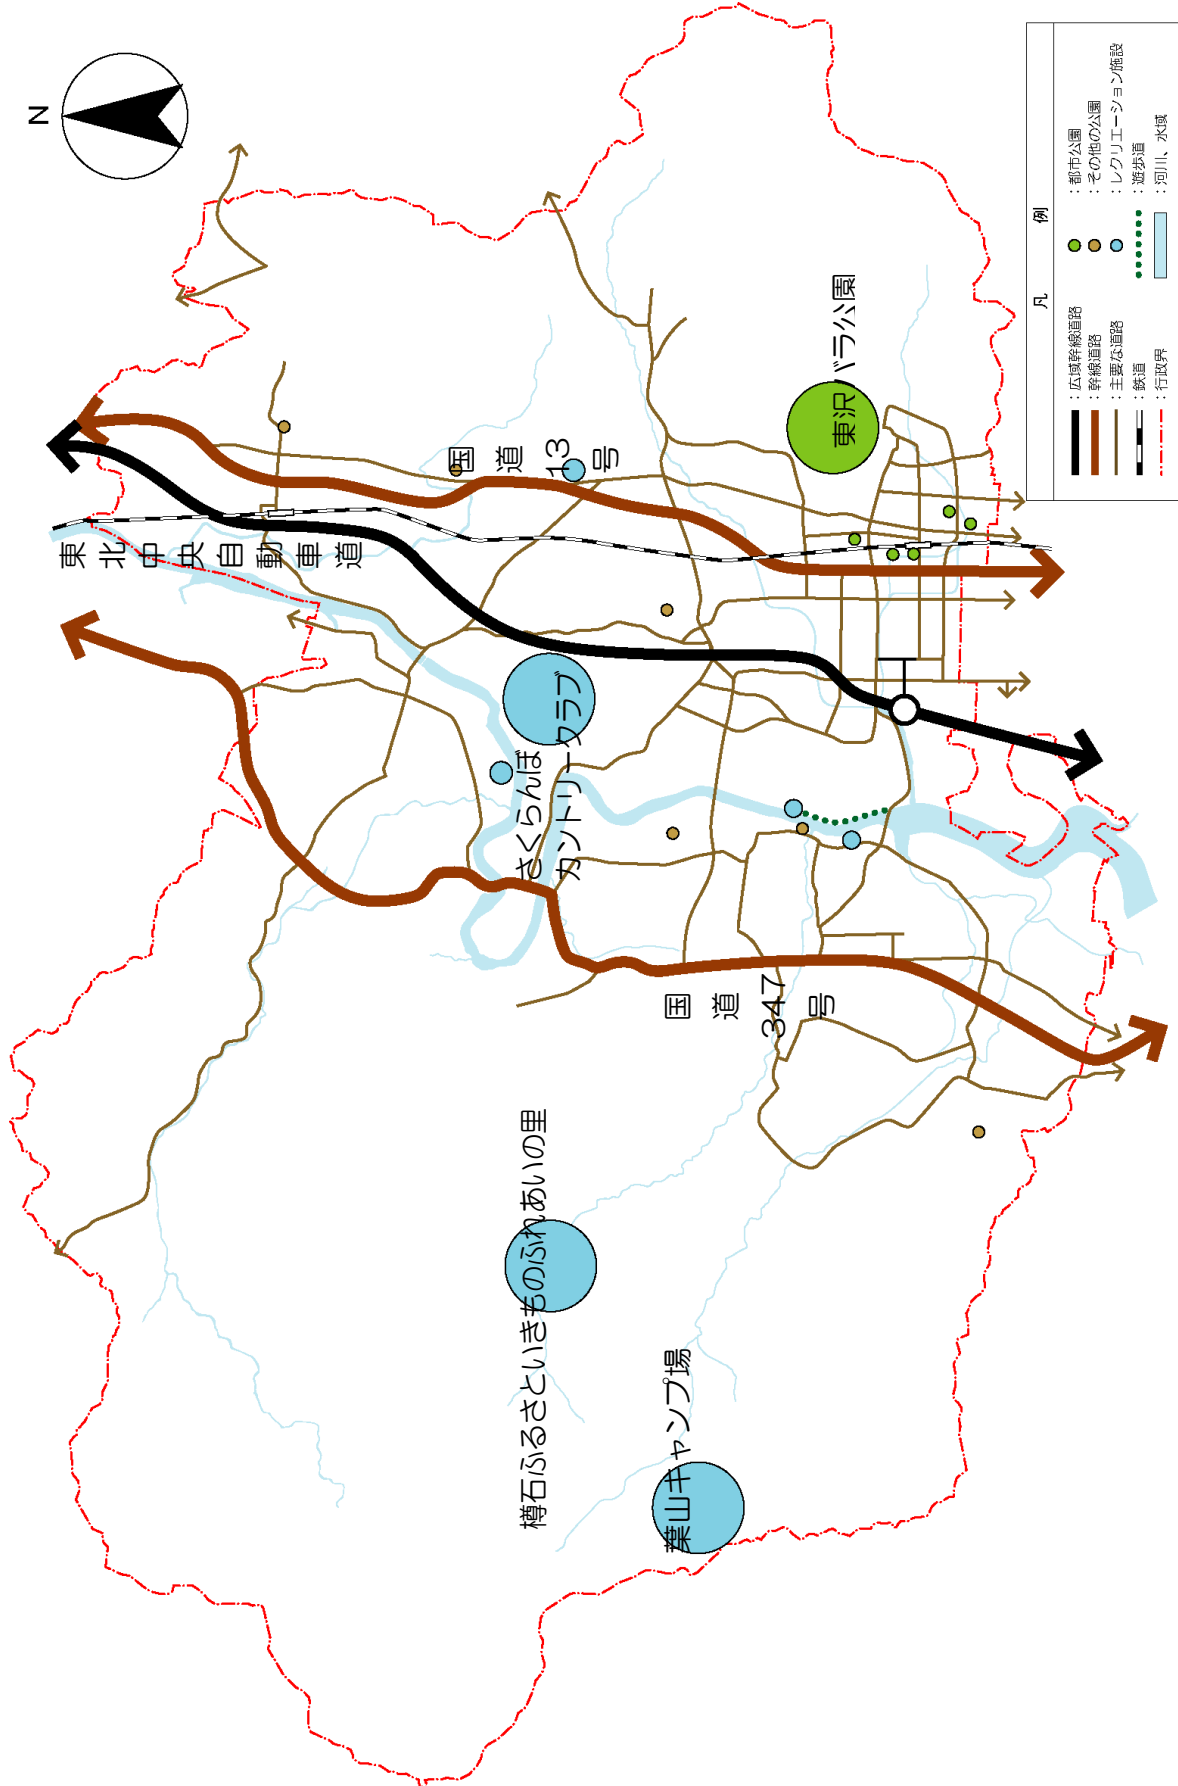 N
東北中央自動車道
国道13号
東沢バラ公園
さくらんぼ
カントリークラブ
国道347号
樽石ふるさといきものふれあいの里
葉山キャンプ場
凡例
：広域幹線道路
：幹線道路
：主要な道路
：鉄道
：行政界
：都市公園
：その他の公園
：レクリエーション施設
：遊歩道
：河川、水域